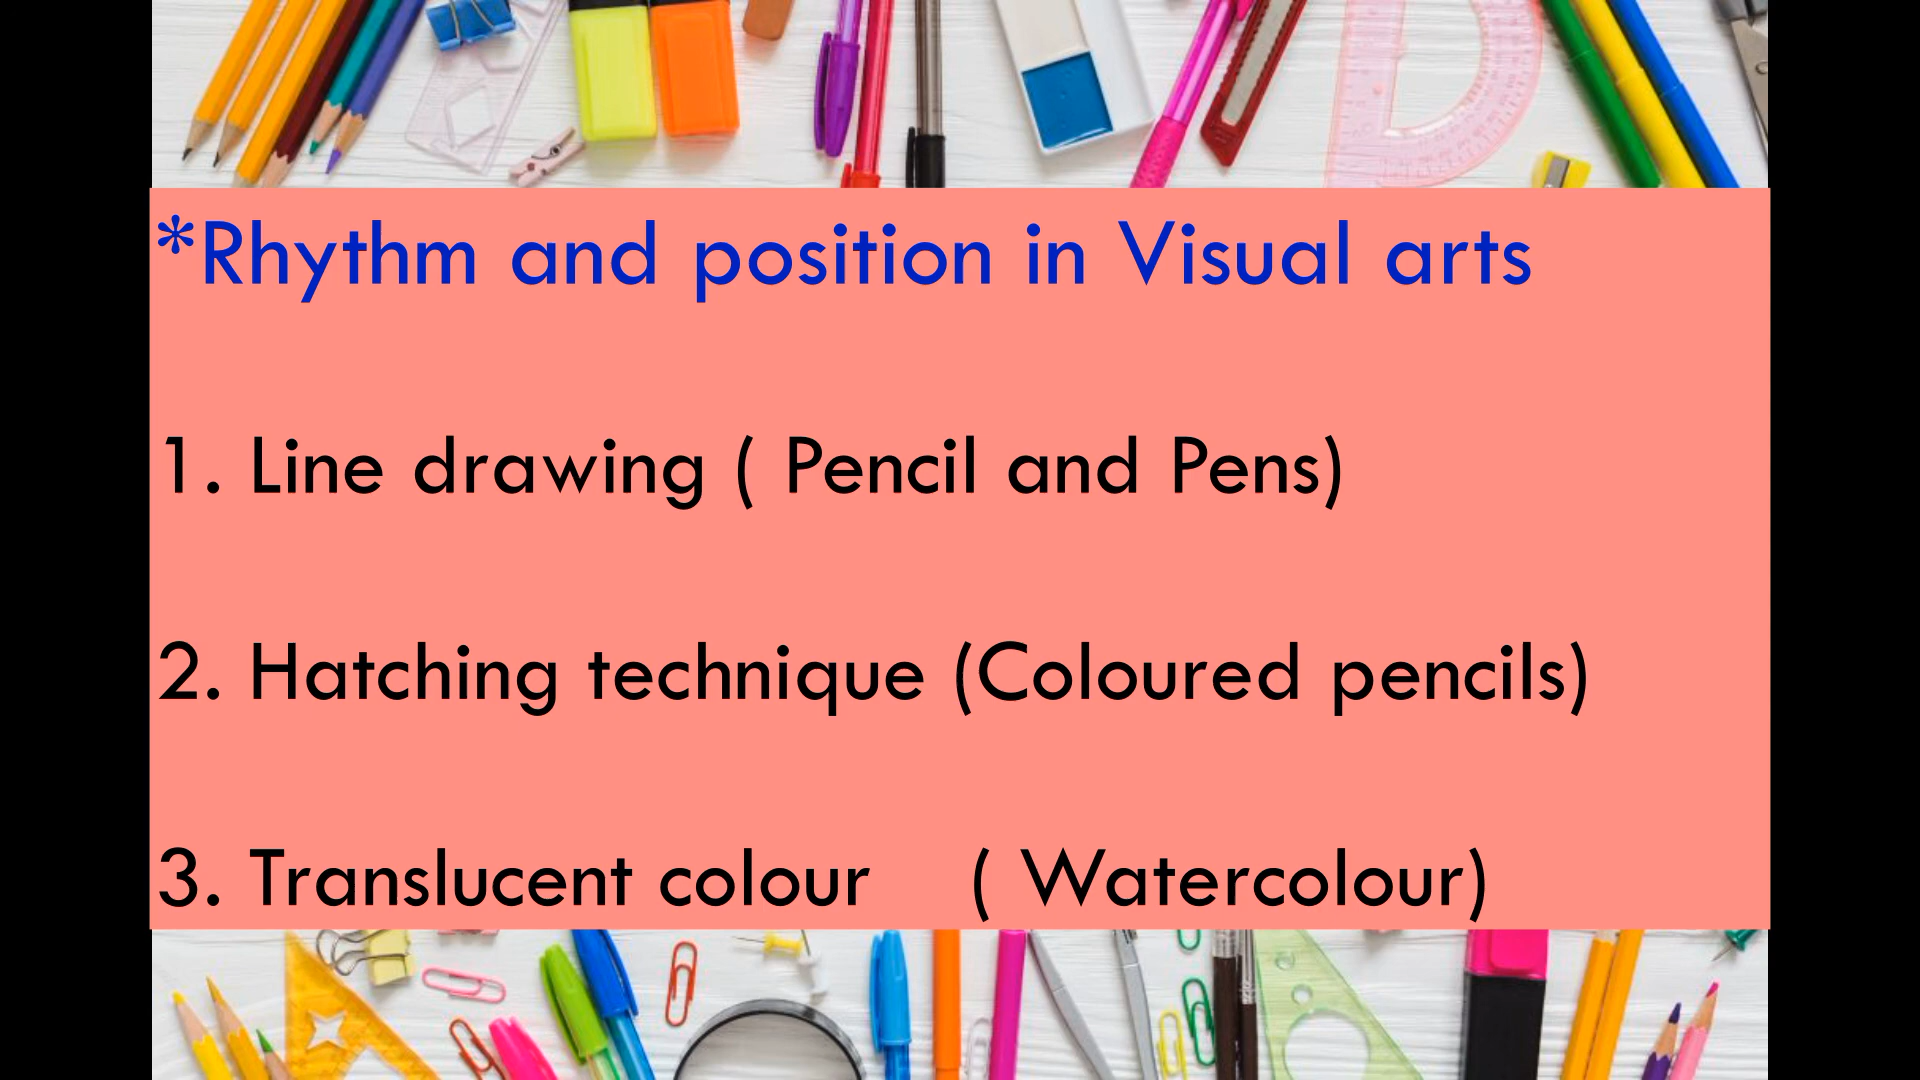 *Rhythm and position in Visual arts
1. Line drawing ( Pencil and Pens)
2. Hatching technique (Coloured pencils)
3. Translucent colour ( Watercolour)